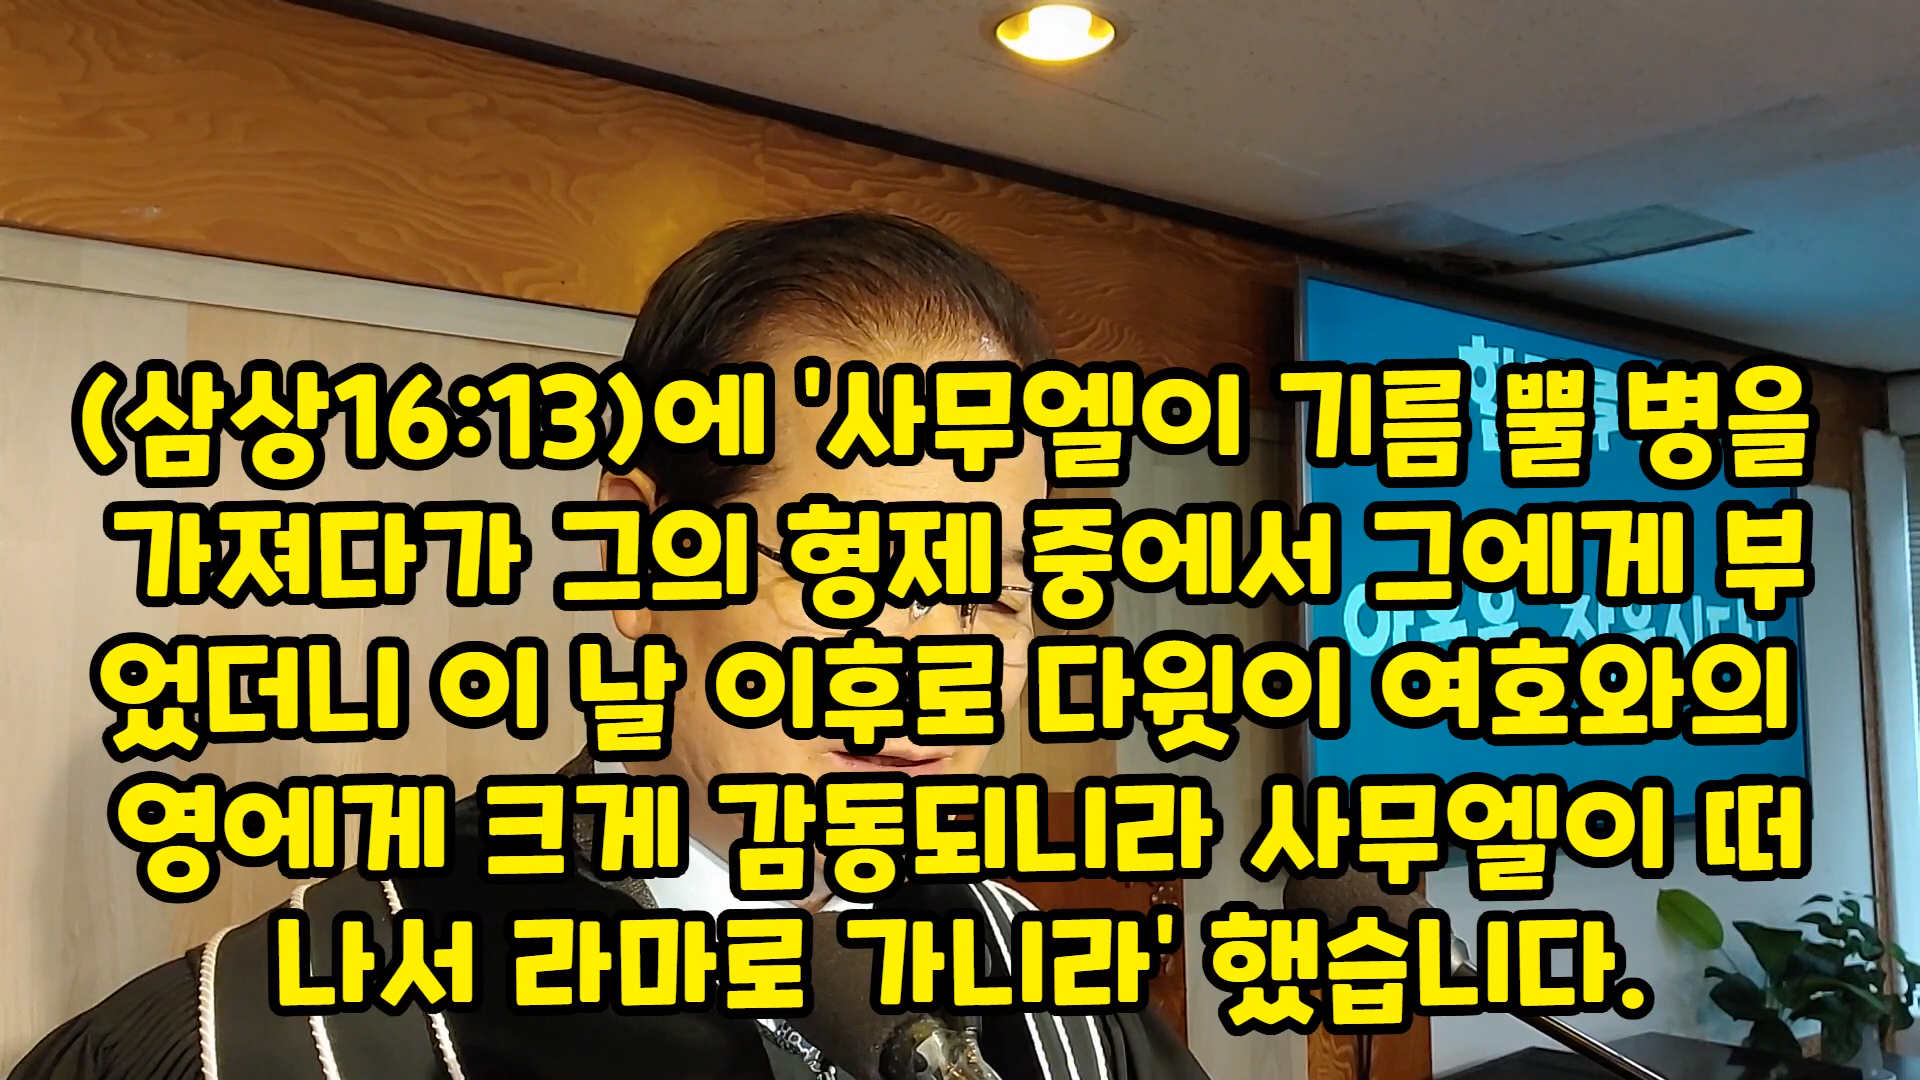 (삼상16:13)에 '사무엘이 기름 뿔 병을
가져다가 그의 형제 중에서 그에게 부
었더니 이 날 이후로 다윗이 여호와의
영에게 크게 감동되니라 사무엘이 떠
나서 라마로 가니라' 했습니다.